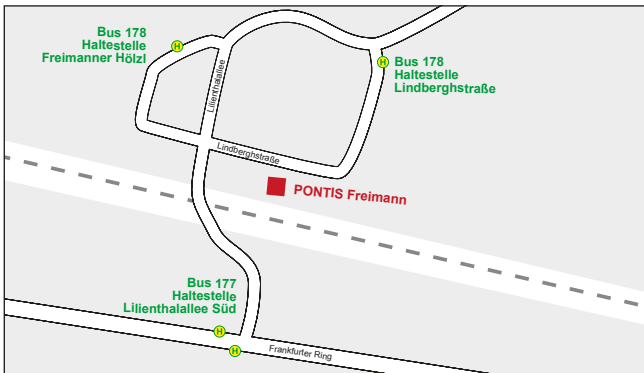 Bus 178
Haltestelle
Freimanner Hölzl
H
Lilienthalallee
H
Bus 178
Haltestelle
Lindberghstraße
Lindberghstraße
PONTIS Freimann
Bus 177
Haltestelle
Lilienthalallee Süd
H
H
Frankfurter Ring